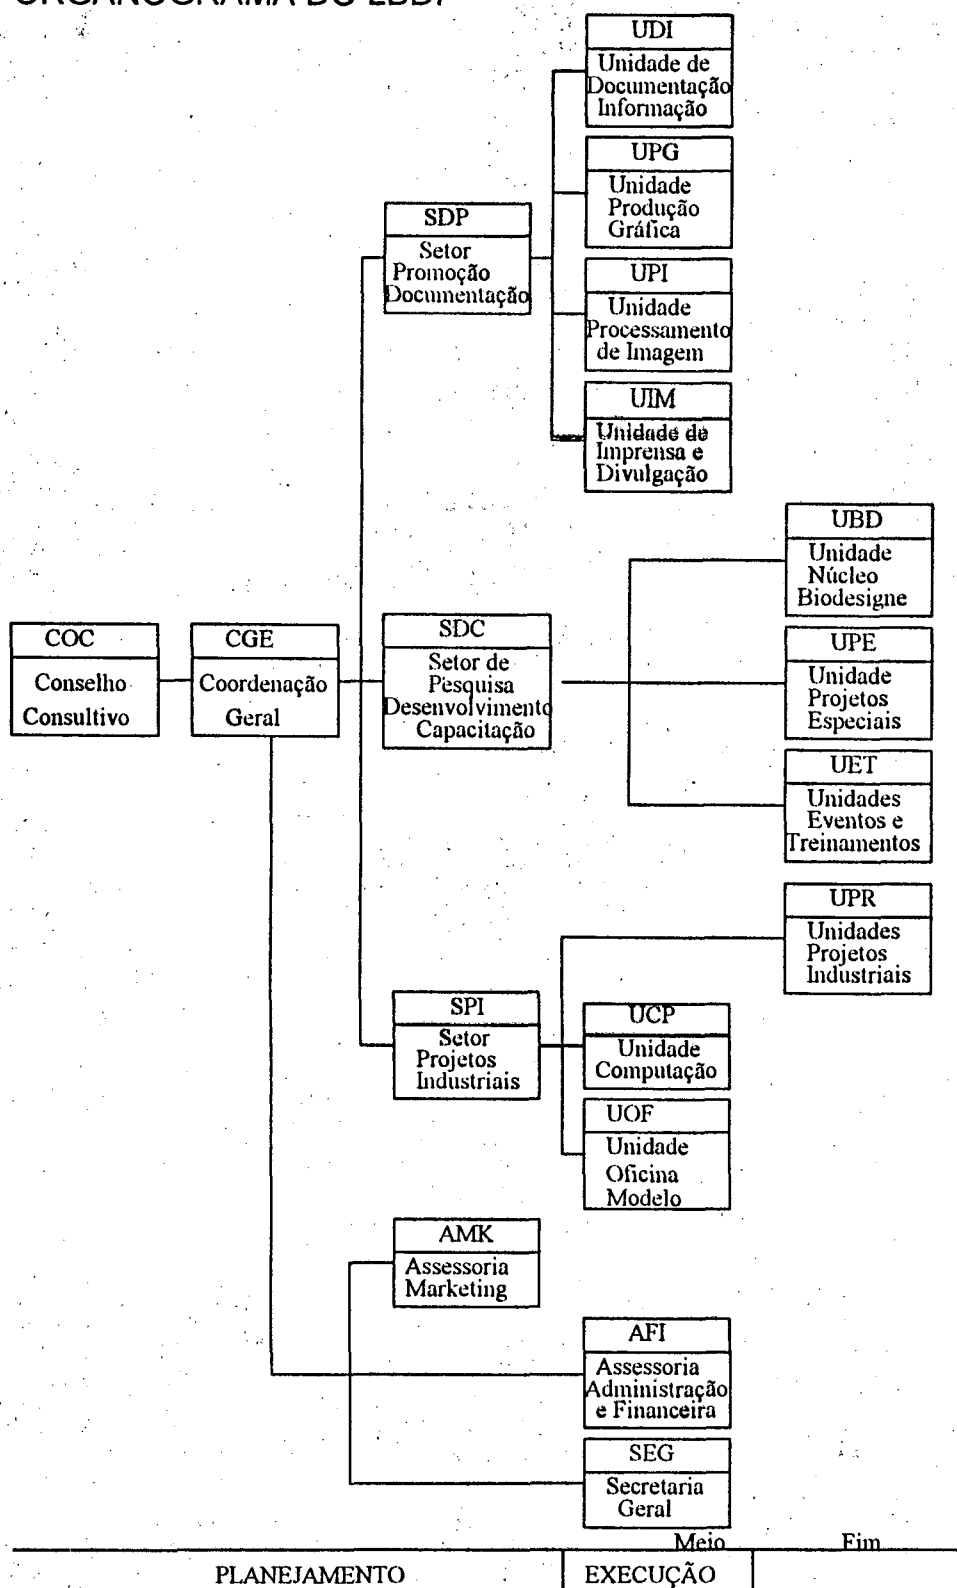 UDI
Unidade de
Documentação
Informação
UPG
Unidade
Produção
Gráfica
SDP
Setor
Promoção
Documentação
UPI
Unidade
Processamento
de Imagem
UIM
Unidade de
Imprensa e
Divulgação
UBD
Unidade
Núcleo
Biodesigne
COC
Conselho
Consultivo
CGE
Coordenação
Geral
SDC
Setor de
Pesquisa
Desenvolvimento
Capacitação
UPE
Unidade
Projetos
Especiais
UET
Unidades
Eventos e
Treinamentos
UPR
Unidades
Projetos
Industriais
SPI
Setor
Projetos
Industriais
UCP
Unidade
Computação
UOF
Unidade
Oficina
Modelo
AMK
Assessoria
Marketing
AFI
Assessoria
Administração
e Financeira
SEG
Secretaria
Geral
Meio Fim
PLANEJAMENTO EXECUÇÃO